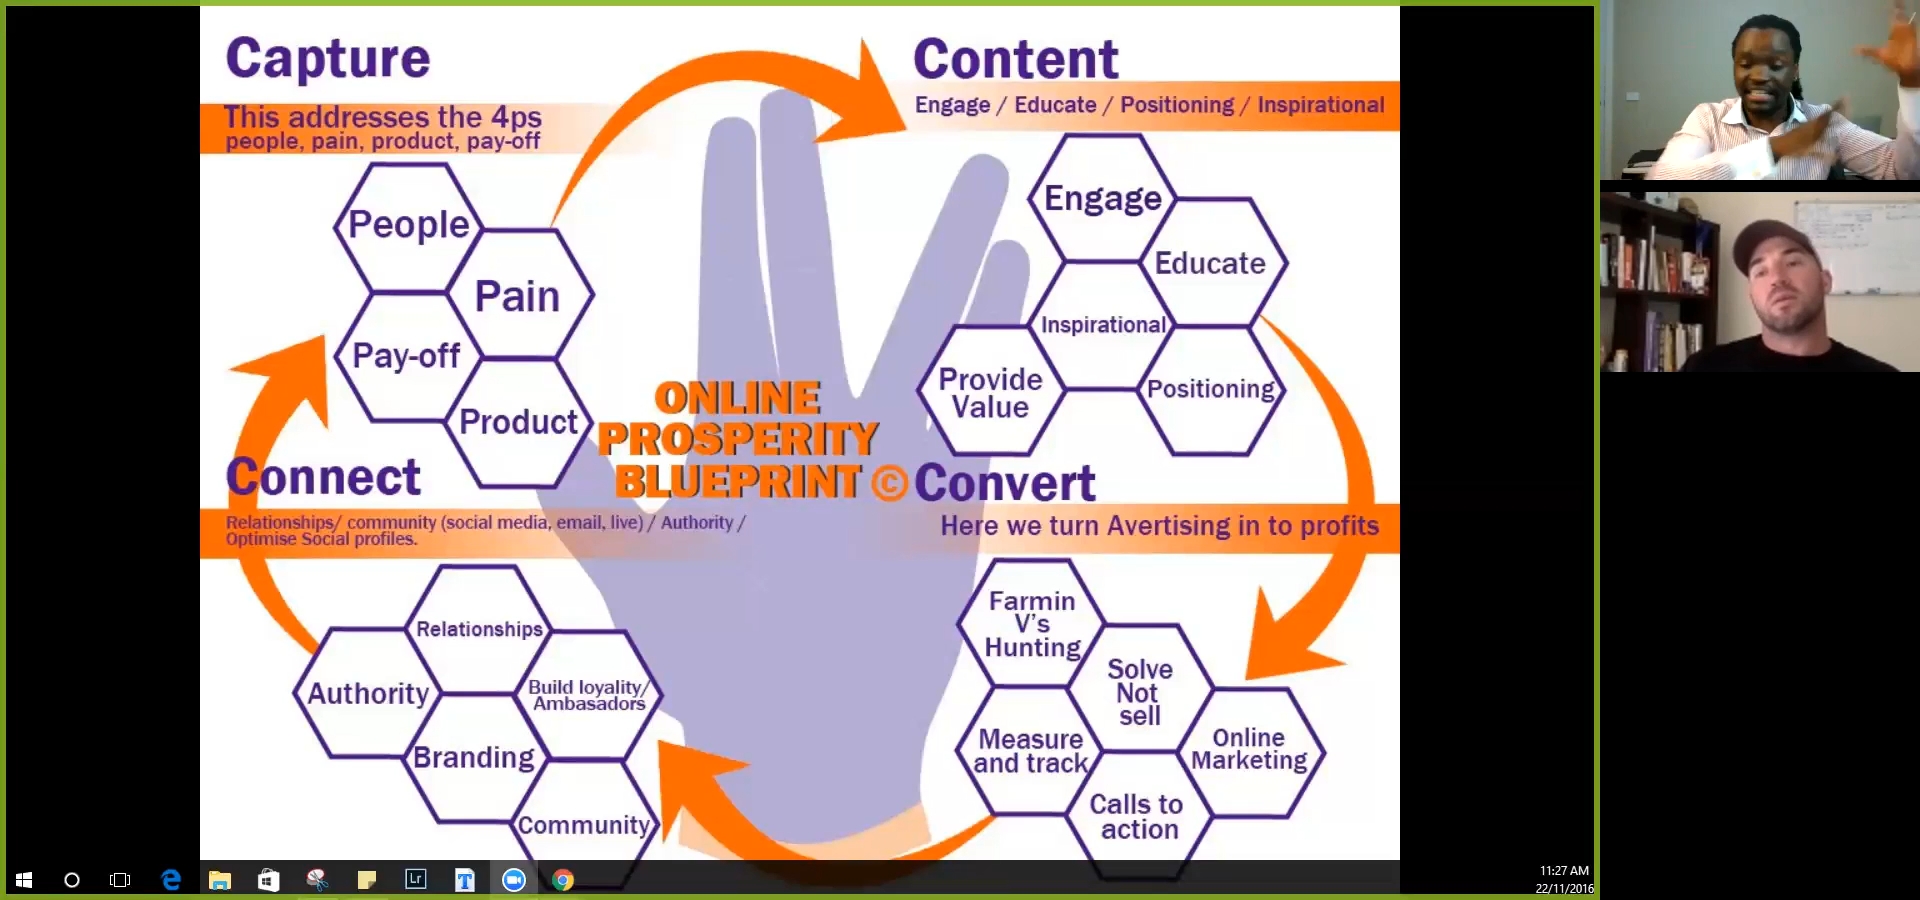 Capture
This addresses the 4ps
people, pain, product, pay-off
People
Pain
Pay-off
Product
Content
Engage / Educate / Positioning / Inspirational
Engage
Educate
Inspirational
Provide
Value
Positioning
ONLINE
PROSPERITY
BLUEPRINT ©
Connect
Relationships/ community (social media, email, live) / Authority /
Optimise Social profiles.
Relationships
Authority
Build loyality/
Ambasadors
Branding
Community
Convert
Here we turn Avertising in to profits
Farmin
V's
Hunting
Solve
Not
sell
Measure
and track
Online
Marketing
Calls to
action
Lr
T
11:27 AM
22/11/2016